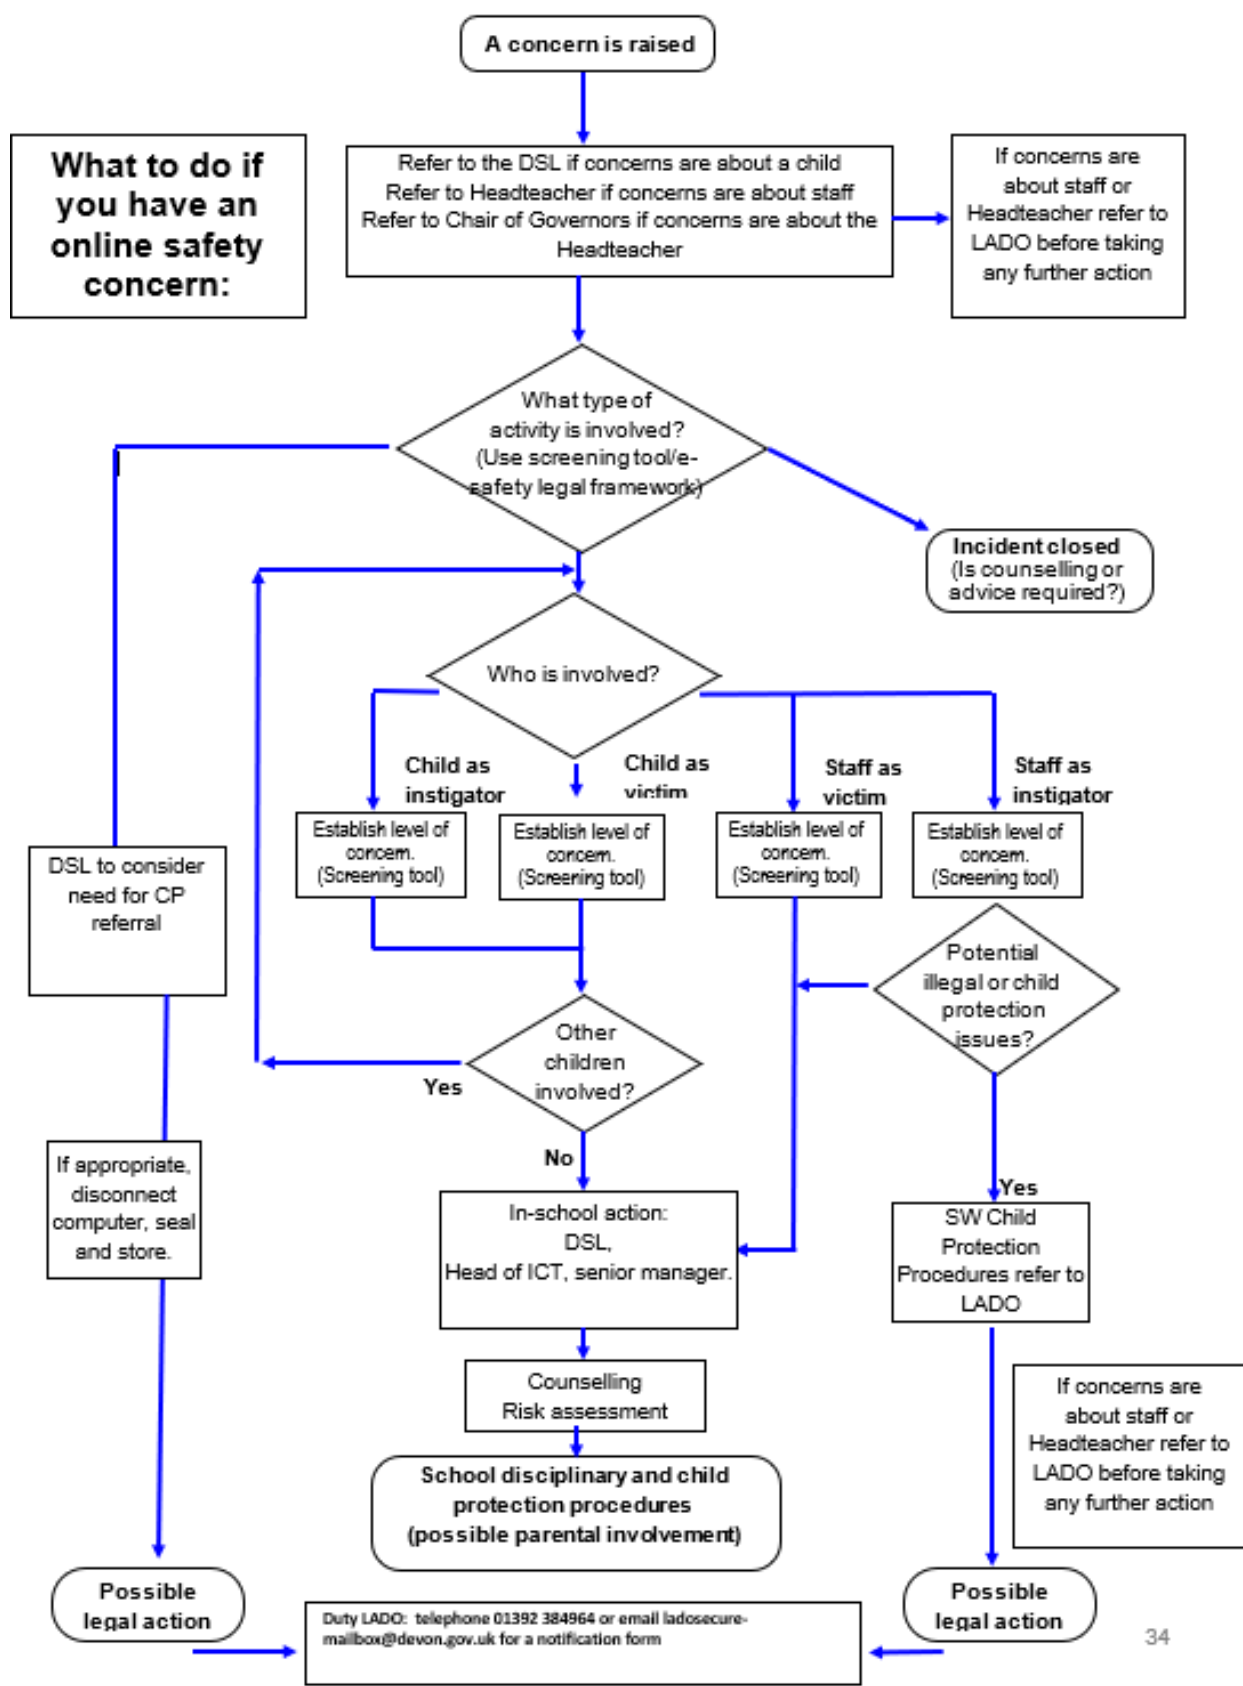 A concern is raised
What to do if
you have an
online safety
concern:
Refer to the DSL if concerns are about a child
Refer to Headteacher if concerns are about staff
Refer to Chair of Governors if concerns are about the
Headteacher
If concerns are
about staff or
Headteacher refer to
LADO before taking
any further action
What type of
activity is involved?
(Use screening tool/e-
safety legal framework)
Incident closed
(Is counselling or
advice required?)
Who is involved?
Child as
instigator
Child as
victim
Staff as
victim
Staff as
instigator
Establish level of
concern.
(Screening tool)
Establish level of
concern.
(Screening tool)
Establish level of
concern.
(Screening tool)
Establish level of
concern.
(Screening tool)
DSL to consider
need for CP
referral
Potential
illegal or child
protection
issues?
Other
children
involved?
Yes
No
If appropriate,
disconnect
computer, seal
and store.
In-school action:
DSL,
Head of ICT, senior manager.
Yes
SW Child
Protection
Procedures refer to
LADO
Counselling
Risk assessment
If concerns are
about staff or
Headteacher refer to
LADO before taking
any further action
School disciplinary and child
protection procedures
(possible parental involvement)
Possible
legal action
Possible
legal action
Duty LADO: telephone 01392 384964 or email ladosecure-
mailbox@devon.gov.uk for a notification form
34